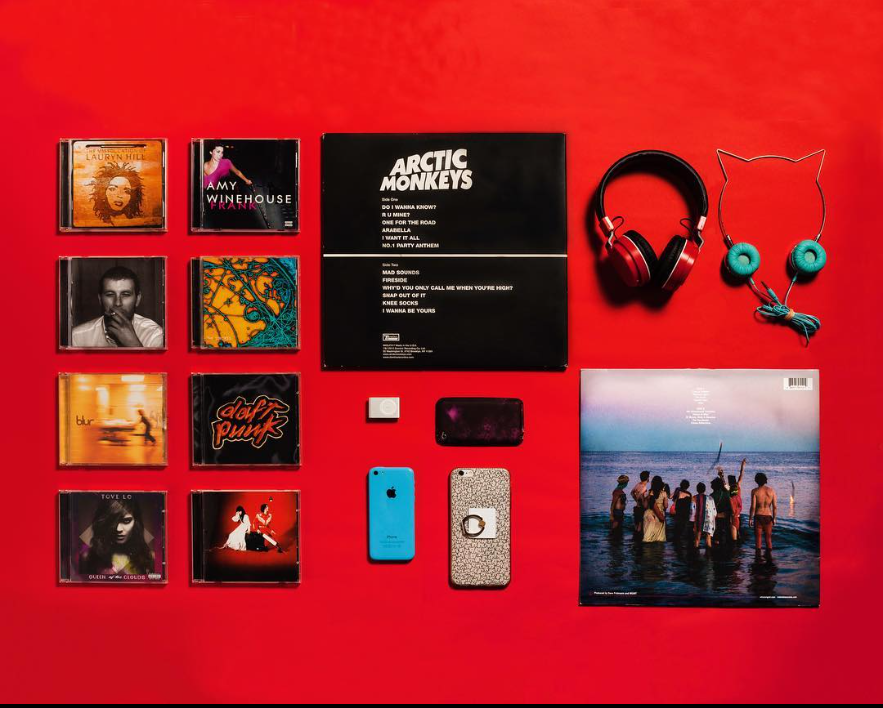 LAURYN HILL
AMY
WINEHOUSE
FRANK
blur
daft
punk
TOVE LO
QUEEN of the CLOUDS
ARCTIC
MONKEYS
Side One
DO I WANNA KNOW?
R U MINE?
ONE FOR THE ROAD
ARABELLA
I WANT IT ALL
NO.1 PARTY ANTHEM
Side Two
MAD SOUNDS
FIRESIDE
WHY'D YOU ONLY CALL ME WHEN YOU'RE HIGH?
SNAP OUT OF IT
KNEE SOCKS
I WANNA BE YOURS